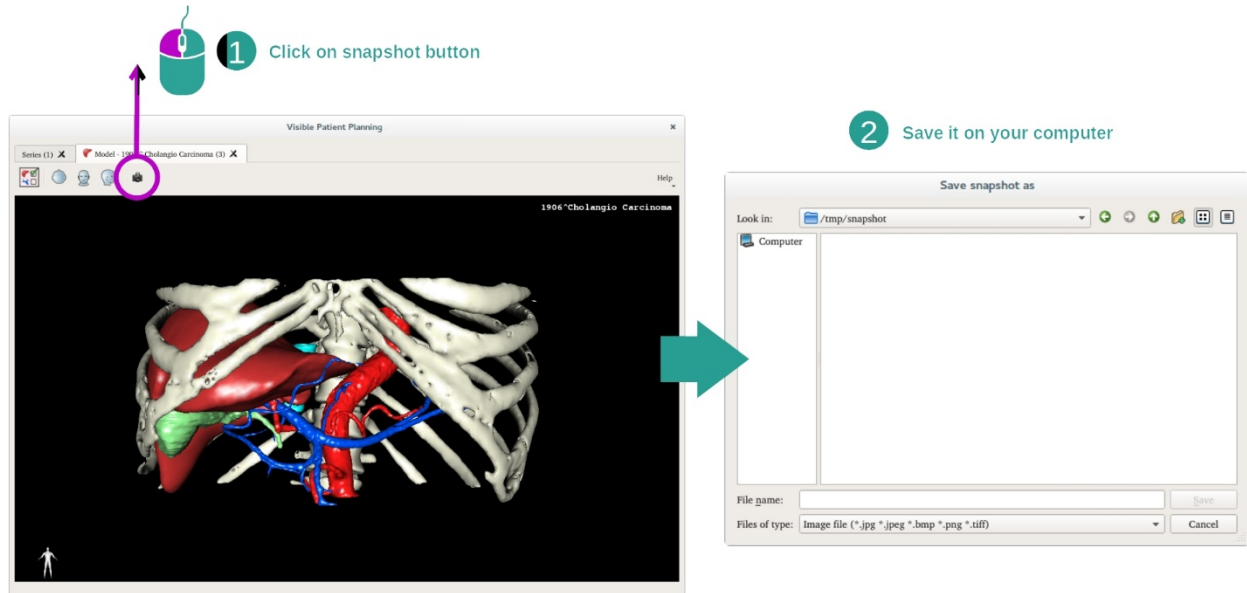 1 Click on snapshot button
Visible Patient Planning
Series (1) Model - 190 Cholangio Carcinoma (3)
Help
1906^Cholangio Carcinoma
2 Save it on your computer
Save snapshot as
Look in: /tmp/snapshot
Computer
File name: Save
Files of type: Image file (*.jpg *.jpeg *.bmp *.png *.tiff) Cancel